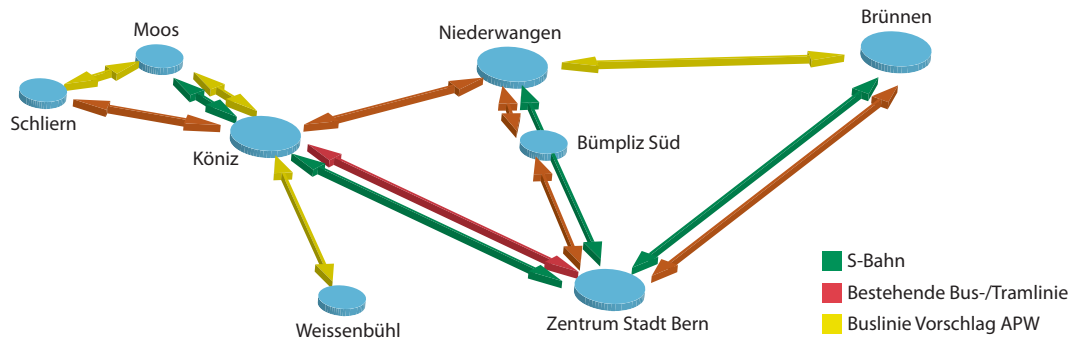 Brünnen
Moos
Niederwangen
Schliern
Bümpliz Süd
Köniz
S-Bahn
Bestehende Bus-/Tramlinie
Weissenbühl
Zentrum Stadt Bern
Buslinie Vorschlag APW